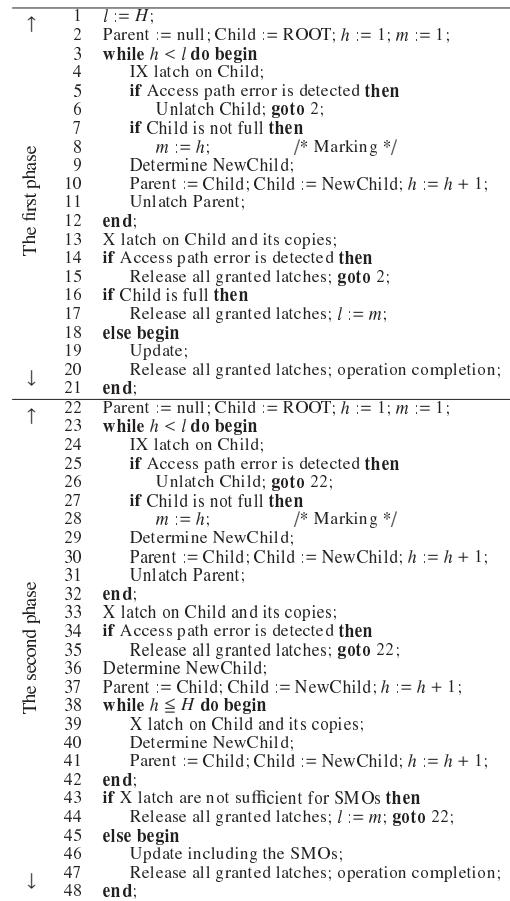 The first phase
1 l := H;
2 Parent := null; Child := ROOT; h := 1; m := 1;
3 while h < l do begin
4 IX latch on Child;
5 if Access path error is detected then
6 Unlatch Child; goto 2;
7 if Child is not full then
8 m := h; /* Marking */
9 Determine NewChild;
10 Parent := Child; Child := NewChild; h := h + 1;
11 Unlatch Parent;
12 end;
13 X latch on Child and its copies;
14 if Access path error is detected then
15 Release all granted latches; goto 2;
16 if Child is full then
17 Release all granted latches; l := m;
18 else begin
19 Update;
20 Release all granted latches; operation completion;
21 end;
The second phase
22 Parent := null; Child := ROOT; h := 1; m := 1;
23 while h < l do begin
24 IX latch on Child;
25 if Access path error is detected then
26 Unlatch Child; goto 22;
27 if Child is not full then
28 m := h; /* Marking */
29 Determine NewChild;
30 Parent := Child; Child := NewChild; h := h + 1;
31 Unlatch Parent;
32 end;
33 X latch on Child and its copies;
34 if Access path error is detected then
35 Release all granted latches; goto 22;
36 Determine NewChild;
37 Parent := Child; Child := NewChild; h := h + 1;
38 while h ≦ H do begin
39 X latch on Child and its copies;
40 Determine NewChild;
41 Parent := Child; Child := NewChild; h := h + 1;
42 end;
43 if X latch are not sufficient for SMOs then
44 Release all granted latches; l := m; goto 22;
45 else begin
46 Update including the SMOs;
47 Release all granted latches; operation completion;
48 end;